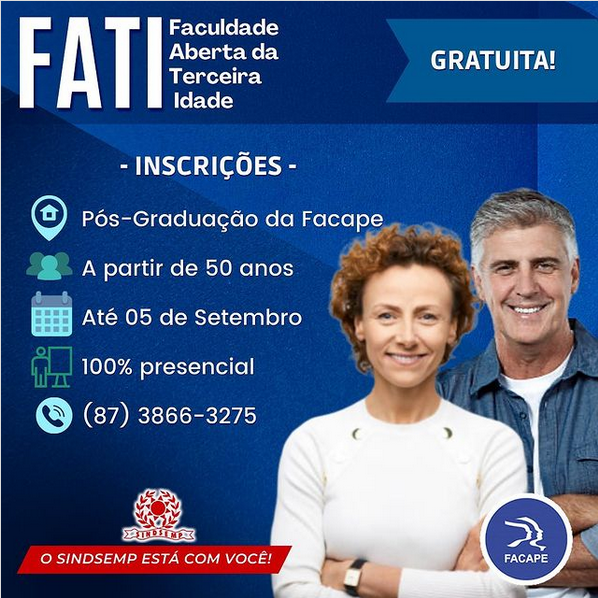 FATI
Faculdade
Aberta da
Terceira
Idade
GRATUITA!
- INSCRIÇÕES -
Pós-Graduação da Facape
A partir de 50 anos
Até 05 de Setembro
100% presencial
(87) 3866-3275
SINDSEMP
O SINDSEMP ESTÁ COM VOCÊ!
FACAPE